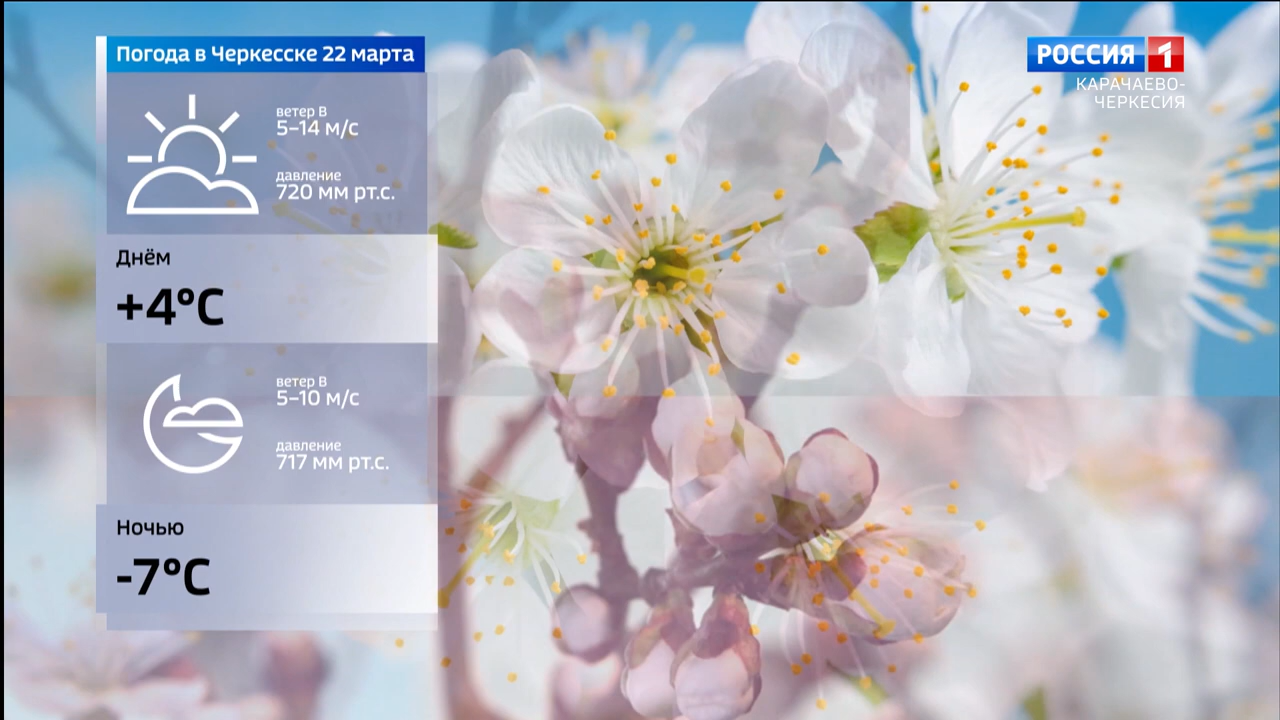 Погода в Черкесске 22 марта
РОССИЯ 1
КАРАЧАЕВО-
ЧЕРКЕСИЯ
ветер В
5-14 м/с
давление
720 мм рт.с.
Днём
+4°C
ветер В
5-10 м/с
давление
717 мм рт.с.
Ночью
-7°C